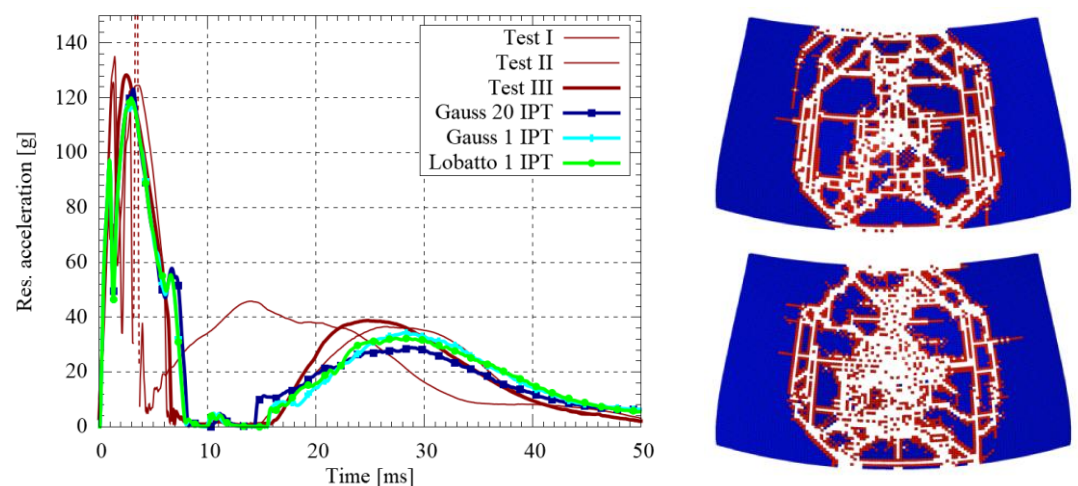 140
120
100
80
60
40
20
0
Res. acceleration [g]
Test I
Test II
Test III
Gauss 20 IPT
Gauss 1 IPT
Lobatto 1 IPT
0 10 20 30 40 50
Time [ms]